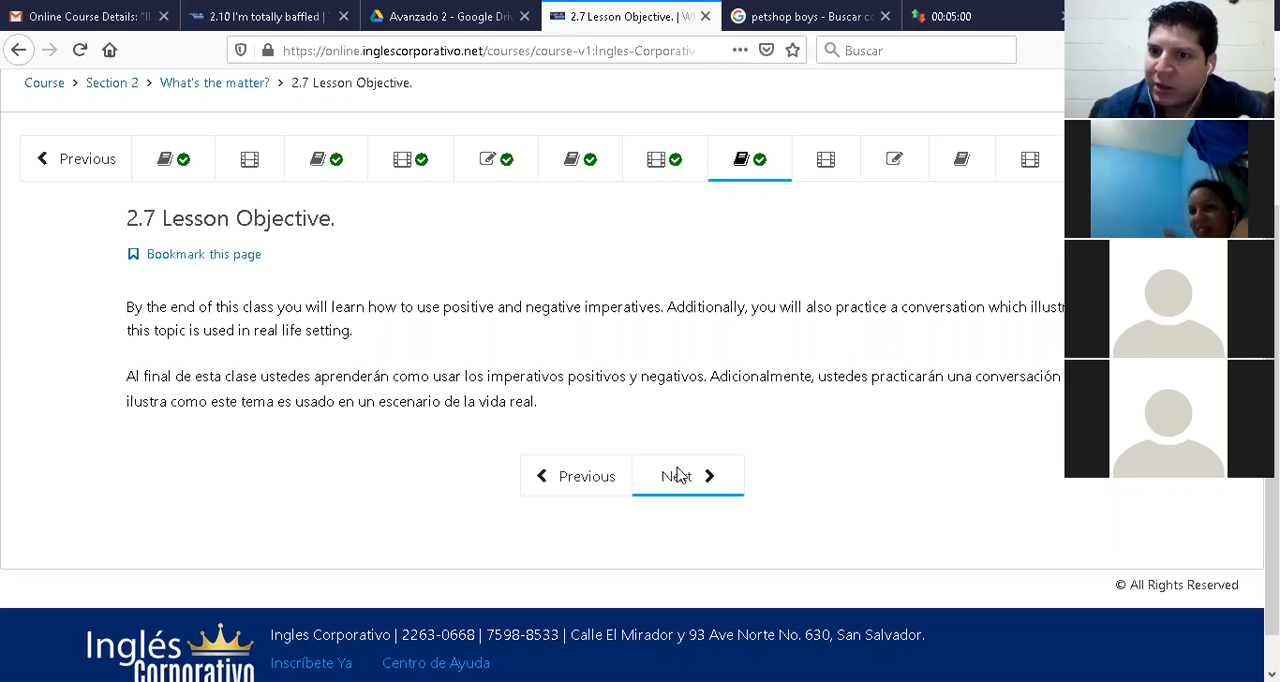 Online Course Details: "I
2.10 I'm totally baffled |
Avanzado 2 - Google Dri
2.7 Lesson Objective. | W
petshop boys - Buscar co
00:05:00
https://online.inglescorporativo.net/courses/course-v1:Ingles-Corporativ
Buscar
Course > Section 2 > What's the matter? > 2.7 Lesson Objective.
Previous
2.7 Lesson Objective.
Bookmark this page
By the end of this class you will learn how to use positive and negative imperatives. Additionally, you will also practice a conversation which illustr
this topic is used in real life setting.
Al final de esta clase ustedes aprenderán como usar los imperativos positivos y negativos. Adicionalmente, ustedes practicarán una conversación
ilustra como este tema es usado en un escenario de la vida real.
Previous
Next
© All Rights Reserved
Inglés
Corporativo
Ingles Corporativo | 2263-0668 | 7598-8533 | Calle El Mirador y 93 Ave Norte No. 630, San Salvador.
Inscríbete Ya
Centro de Ayuda